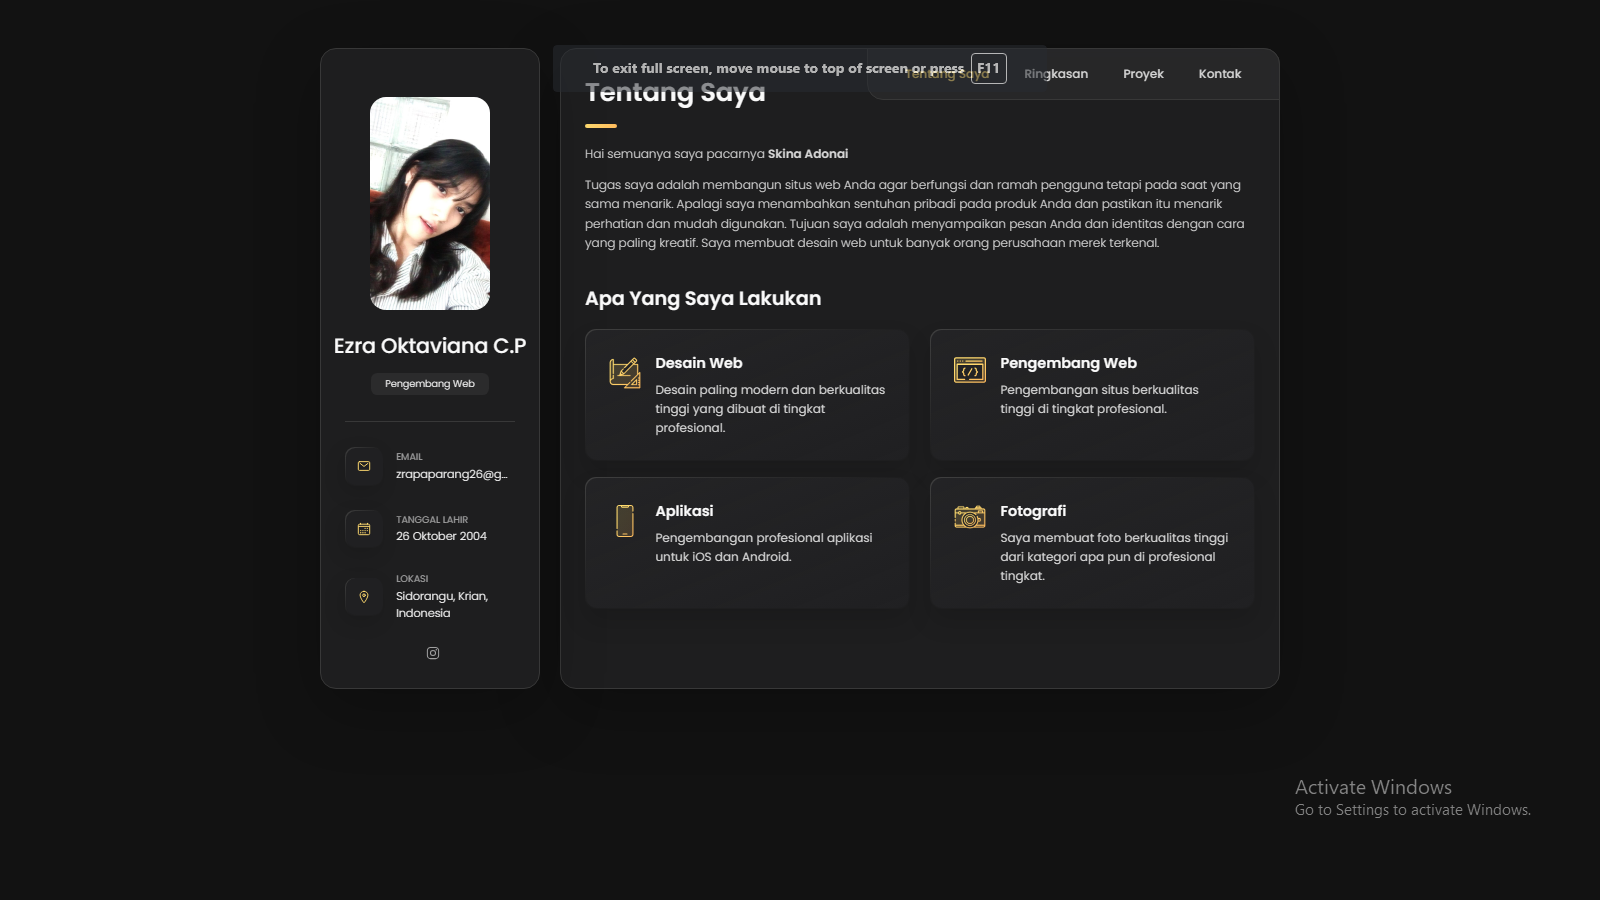 To exit full screen, move mouse to top of screen or press F11
Tentang Saya
Ringkasan
Proyek
Kontak
Ezra Oktaviana C.P
Pengembang Web
EMAIL
zrapaparang26@g...
TANGGAL LAHIR
26 Oktober 2004
LOKASI
Sidorangu, Krian,
Indonesia
Tentang Saya
Hai semuanya saya pacarnya Skina Adonai
Tugas saya adalah membangun situs web Anda agar berfungsi dan ramah pengguna tetapi pada saat yang
sama menarik. Apalagi saya menambahkan sentuhan pribadi pada produk Anda dan pastikan itu menarik
perhatian dan mudah digunakan. Tujuan saya adalah menyampaikan pesan Anda dan identitas dengan cara
yang paling kreatif. Saya membuat desain web untuk banyak orang perusahaan merek terkenal.
Apa Yang Saya Lakukan
Desain Web
Desain paling modern dan berkualitas
tinggi yang dibuat di tingkat
profesional.
Pengembang Web
Pengembangan situs berkualitas
tinggi di tingkat profesional.
Aplikasi
Pengembangan profesional aplikasi
untuk iOS dan Android.
Fotografi
Saya membuat foto berkualitas tinggi
dari kategori apa pun di profesional
tingkat.
Activate Windows
Go to Settings to activate Windows.